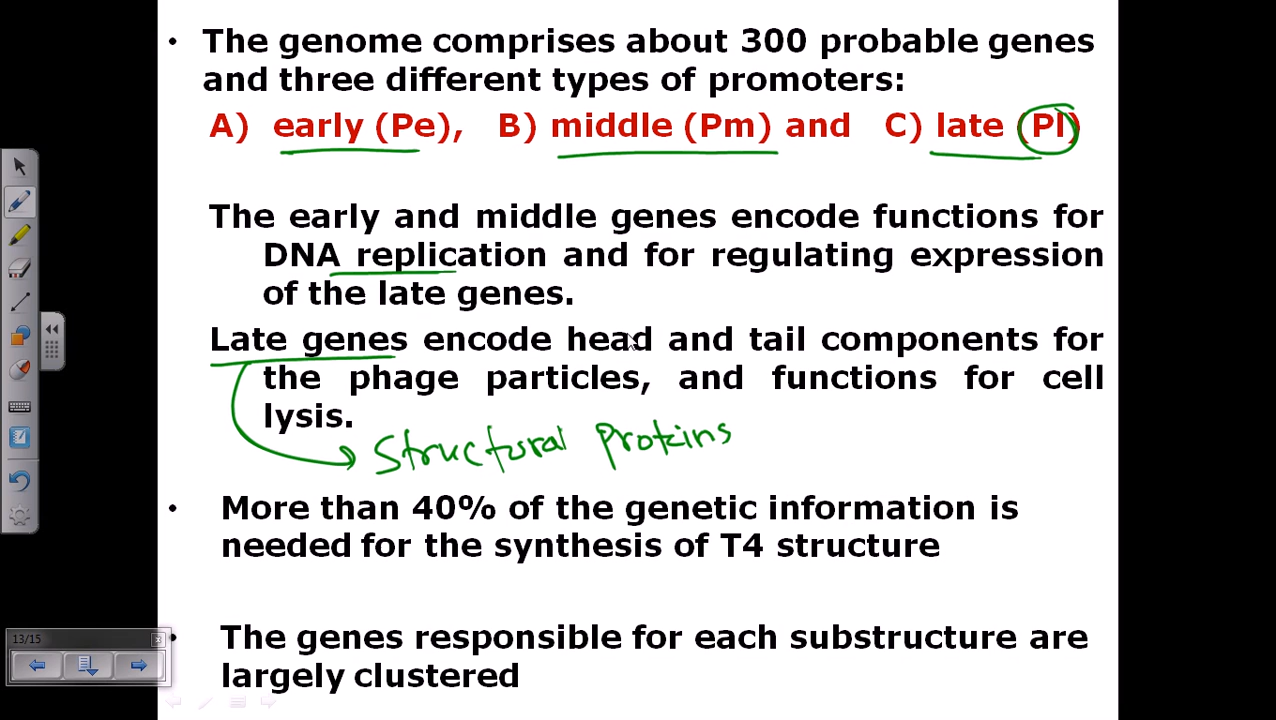 • The genome comprises about 300 probable genes
and three different types of promoters:
A) early (Pe), B) middle (Pm) and C) late (Pl)
The early and middle genes encode functions for
DNA replication and for regulating expression
of the late genes.
Late genes encode head and tail components for
the phage particles, and functions for cell
lysis.
Structural proteins
• More than 40% of the genetic information is
needed for the synthesis of T4 structure
13/15
• The genes responsible for each substructure are
largely clustered